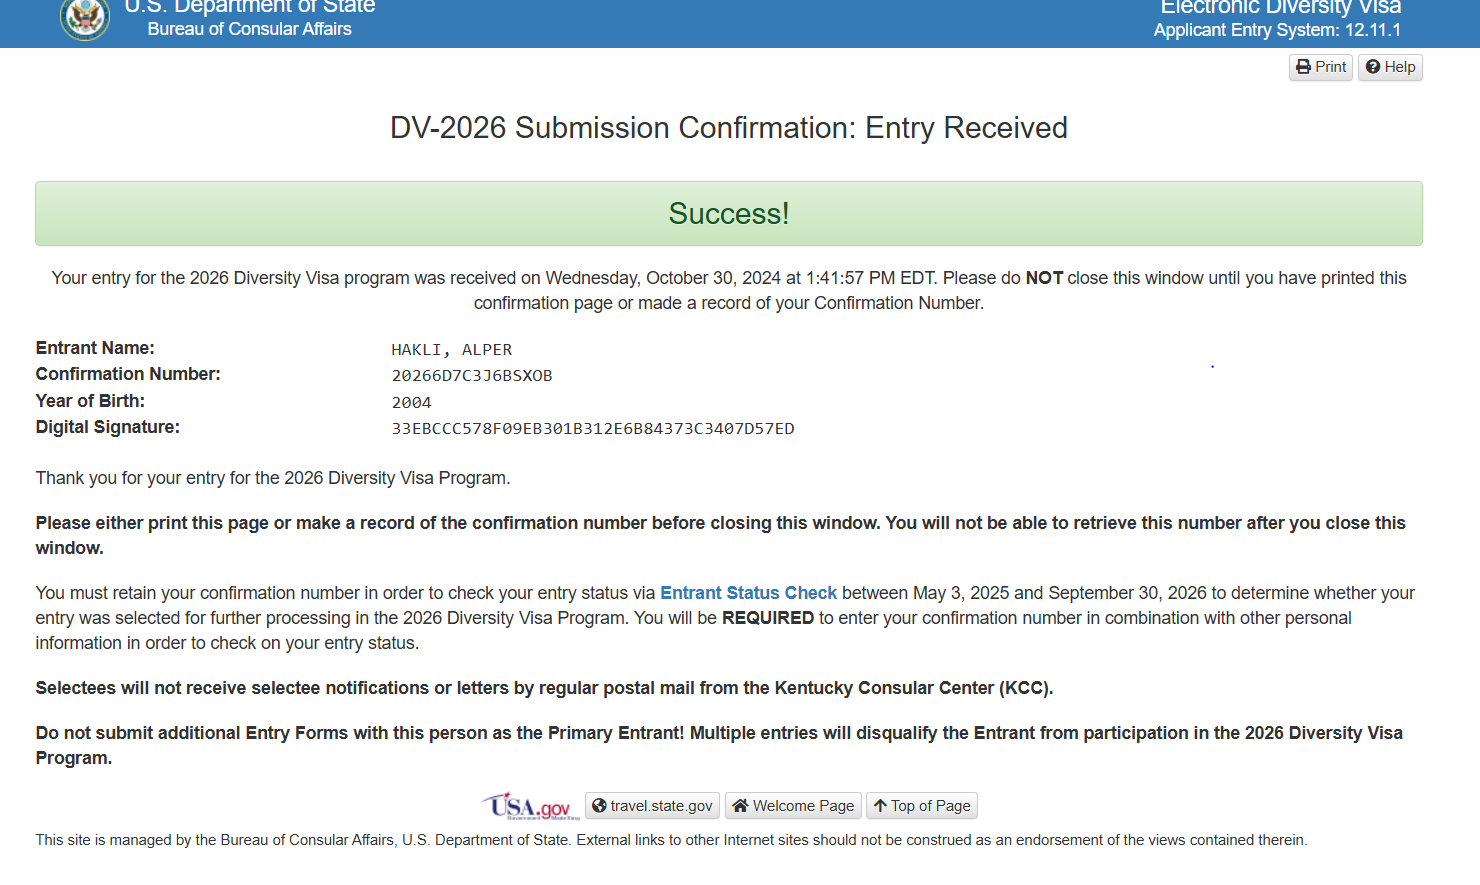 U.S. Department of State
Bureau of Consular Affairs
Electronic Diversity Visa
Applicant Entry System: 12.11.1
Print Help
DV-2026 Submission Confirmation: Entry Received
Success!
Your entry for the 2026 Diversity Visa program was received on Wednesday, October 30, 2024 at 1:41:57 PM EDT. Please do NOT close this window until you have printed this
confirmation page or made a record of your Confirmation Number.
Entrant Name: HAKLI, ALPER
Confirmation Number: 20266D7C3J6BSXOB
Year of Birth: 2004
Digital Signature: 33EBCCC578F09EB301B312E6B84373C3407D57ED
Thank you for your entry for the 2026 Diversity Visa Program.
Please either print this page or make a record of the confirmation number before closing this window. You will not be able to retrieve this number after you close this
window.
You must retain your confirmation number in order to check your entry status via Entrant Status Check between May 3, 2025 and September 30, 2026 to determine whether your
entry was selected for further processing in the 2026 Diversity Visa Program. You will be REQUIRED to enter your confirmation number in combination with other personal
information in order to check on your entry status.
Selectees will not receive selectee notifications or letters by regular postal mail from the Kentucky Consular Center (KCC).
Do not submit additional Entry Forms with this person as the Primary Entrant! Multiple entries will disqualify the Entrant from participation in the 2026 Diversity Visa
Program.
USA.gov travel.state.gov Welcome Page Top of Page
This site is managed by the Bureau of Consular Affairs, U.S. Department of State. External links to other Internet sites should not be construed as an endorsement of the views contained therein.